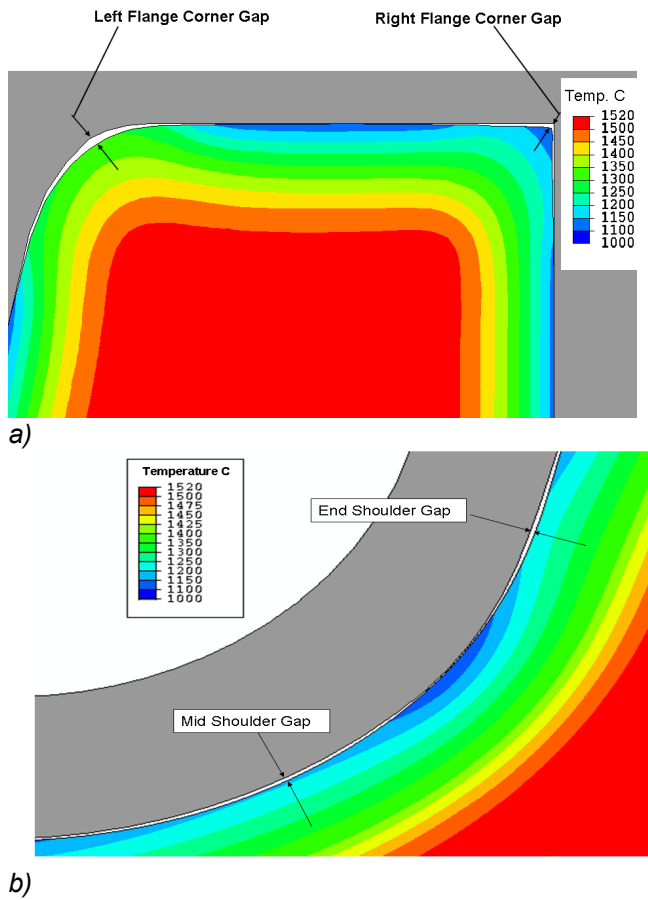 Left Flange Corner Gap
Right Flange Corner Gap
Temp. C
1520
1500
1450
1400
1300
1250
1200
1150
1100
1000
a)
Temperature C
1520
1500
1475
1450
1425
1400
1350
1300
1250
1200
1150
1100
1000
End Shoulder Gap
Mid Shoulder Gap
b)